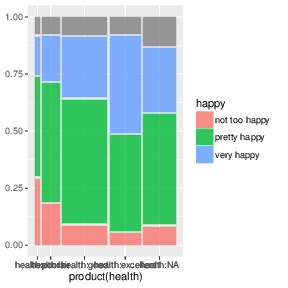 1.00
0.75
0.50
0.25
0.00
health:excellent
health:NA
product(health)
happy
not too happy
pretty happy
very happy